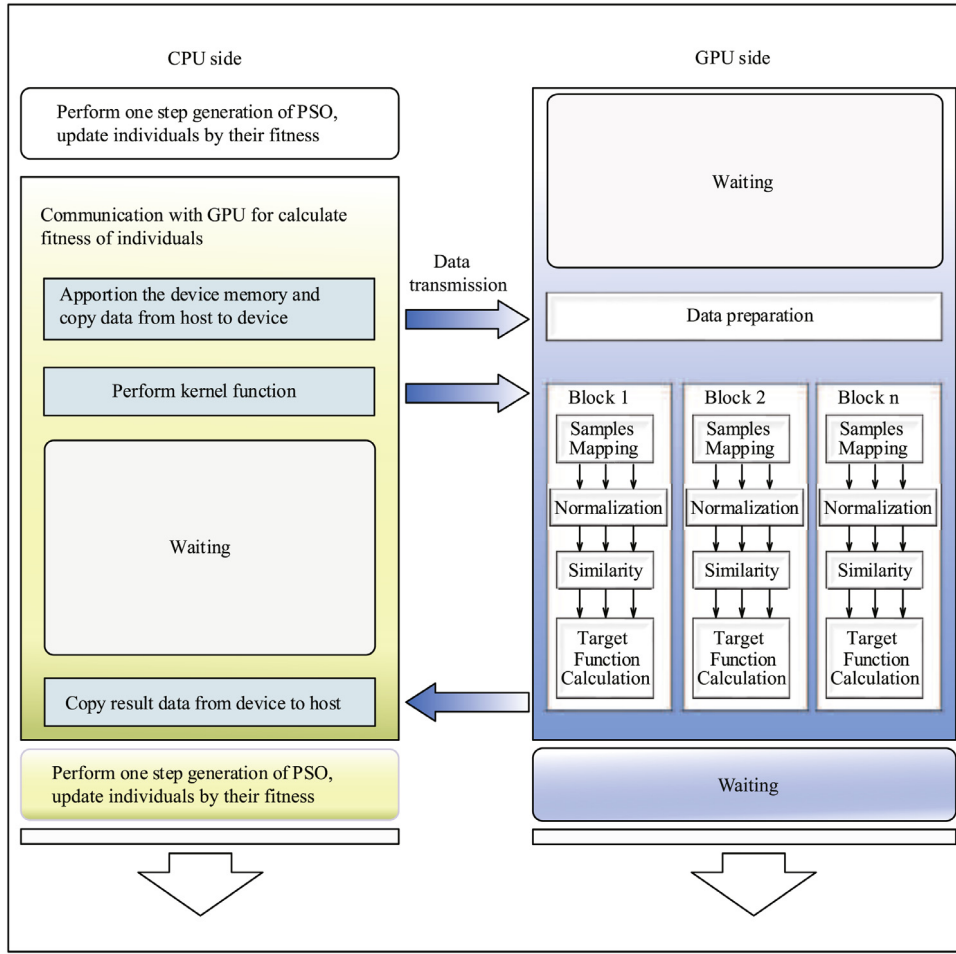 CPU side
Perform one step generation of PSO,
update individuals by their fitness
Communication with GPU for calculate
fitness of individuals
Apportion the device memory and
copy data from host to device
Perform kernel function
Waiting
Copy result data from device to host
Perform one step generation of PSO,
update individuals by their fitness
Data
transmission
GPU side
Waiting
Data preparation
Block 1
Samples
Mapping
Normalization
Similarity
Target
Function
Calculation
Block 2
Samples
Mapping
Normalization
Similarity
Target
Function
Calculation
Block n
Samples
Mapping
Normalization
Similarity
Target
Function
Calculation
Waiting